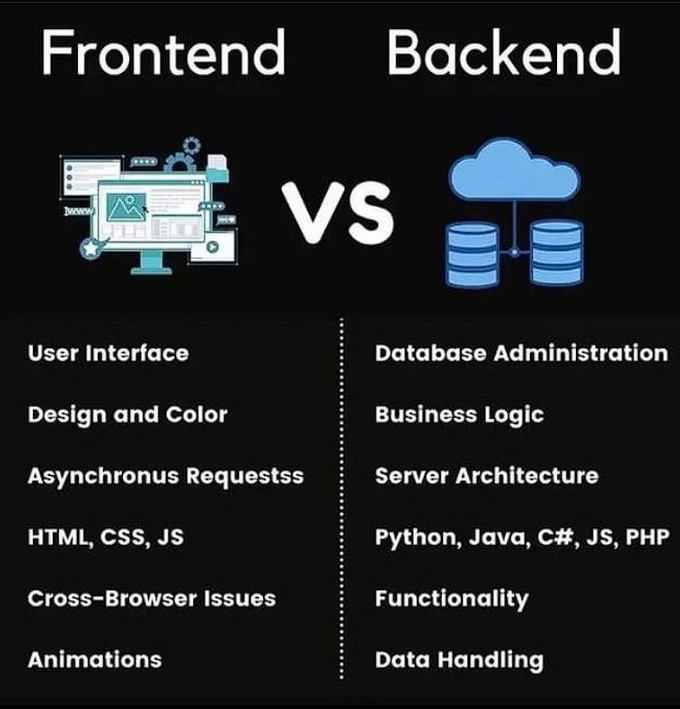 Frontend
Backend
www
VS
User Interface
Design and Color
Asynchronus Requestss
HTML, CSS, JS
Cross-Browser Issues
Animations
Database Administration
Business Logic
Server Architecture
Python, Java, C#, JS, PHP
Functionality
Data Handling